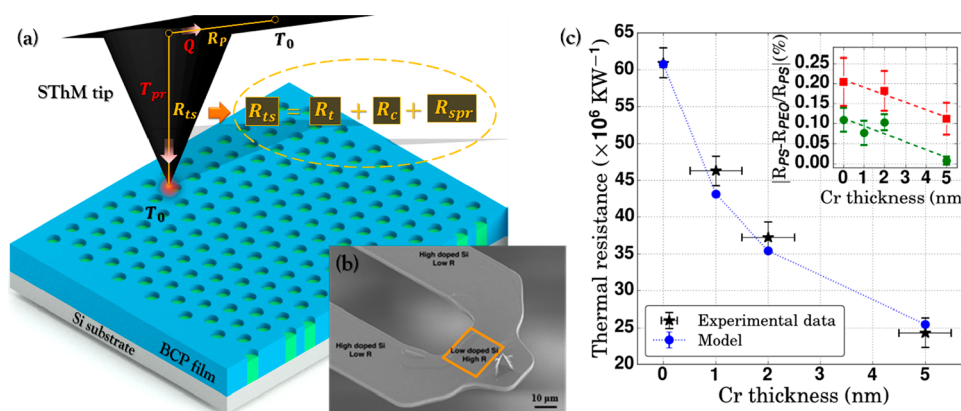 (a)
Q
R_P
T_0
SThM tip
T_pr
R_ts
R_ts = R_t + R_c + R_spr
T_0
Si substrate
BCP film
(b)
High doped Si
Low R
High doped Si
Low R
Low doped Si
High R
10 µm
(c)
Thermal resistance (× 10⁶ KW⁻¹)
65
60
55
50
45
40
35
30
25
20
0
1
2
3
4
5
Cr thickness (nm)
Experimental data
Model
|R_PS-R_PEO/R_PS|(%)
0.25
0.20
0.15
0.10
0.05
0.00
0 1 2 3 4 5
Cr thickness (nm)